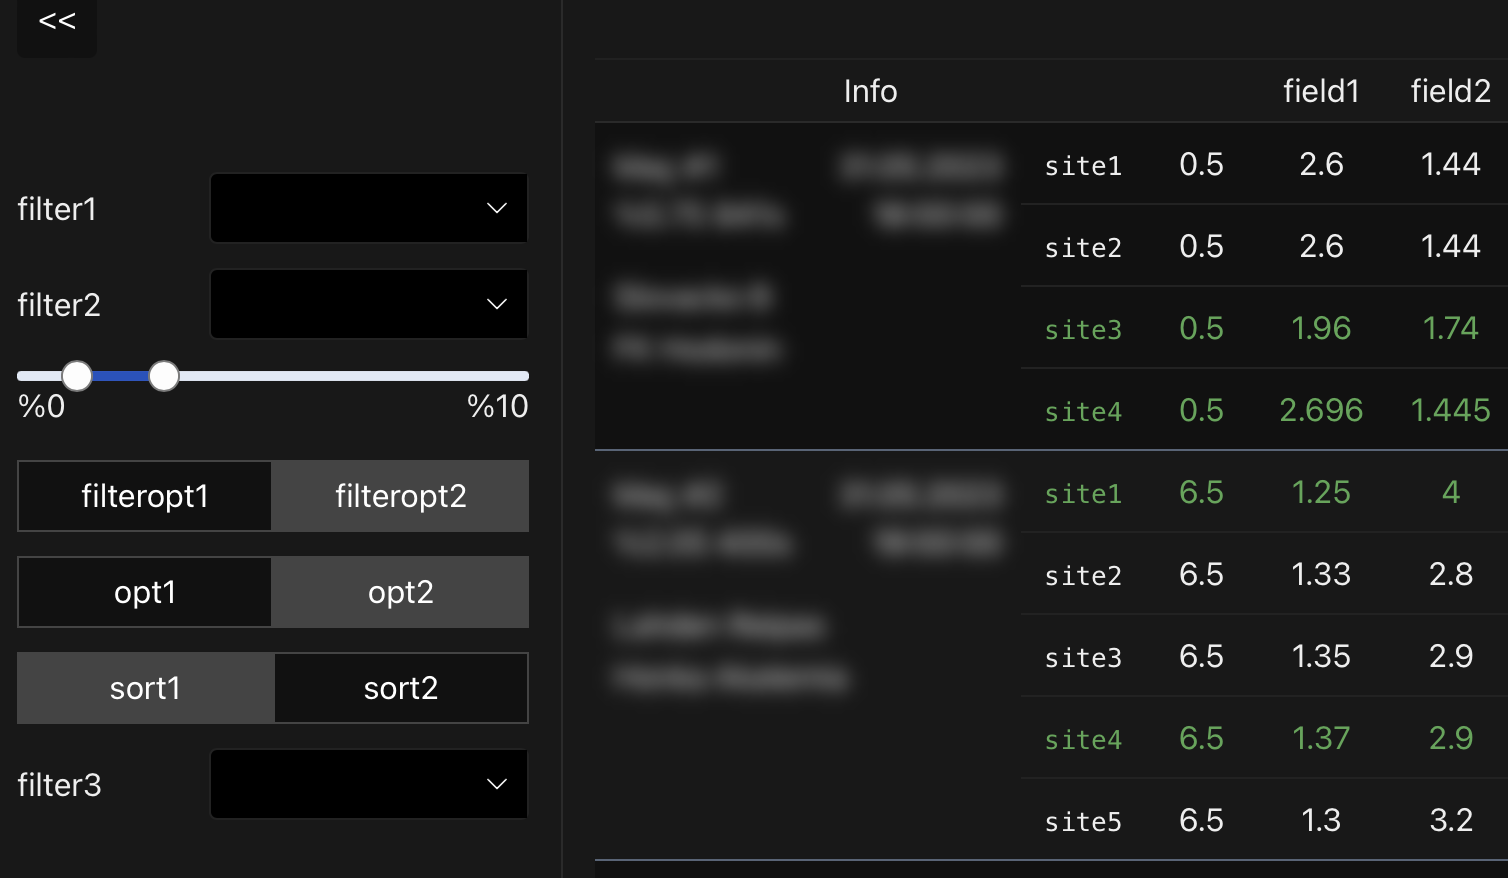 <<
filter1
filter2
%0 %10
filteropt1 filteropt2
opt1 opt2
sort1 sort2
filter3
Info field1 field2
site1 0.5 2.6 1.44
site2 0.5 2.6 1.44
site3 0.5 1.96 1.74
site4 0.5 2.696 1.445
site1 6.5 1.25 4
site2 6.5 1.33 2.8
site3 6.5 1.35 2.9
site4 6.5 1.37 2.9
site5 6.5 1.3 3.2